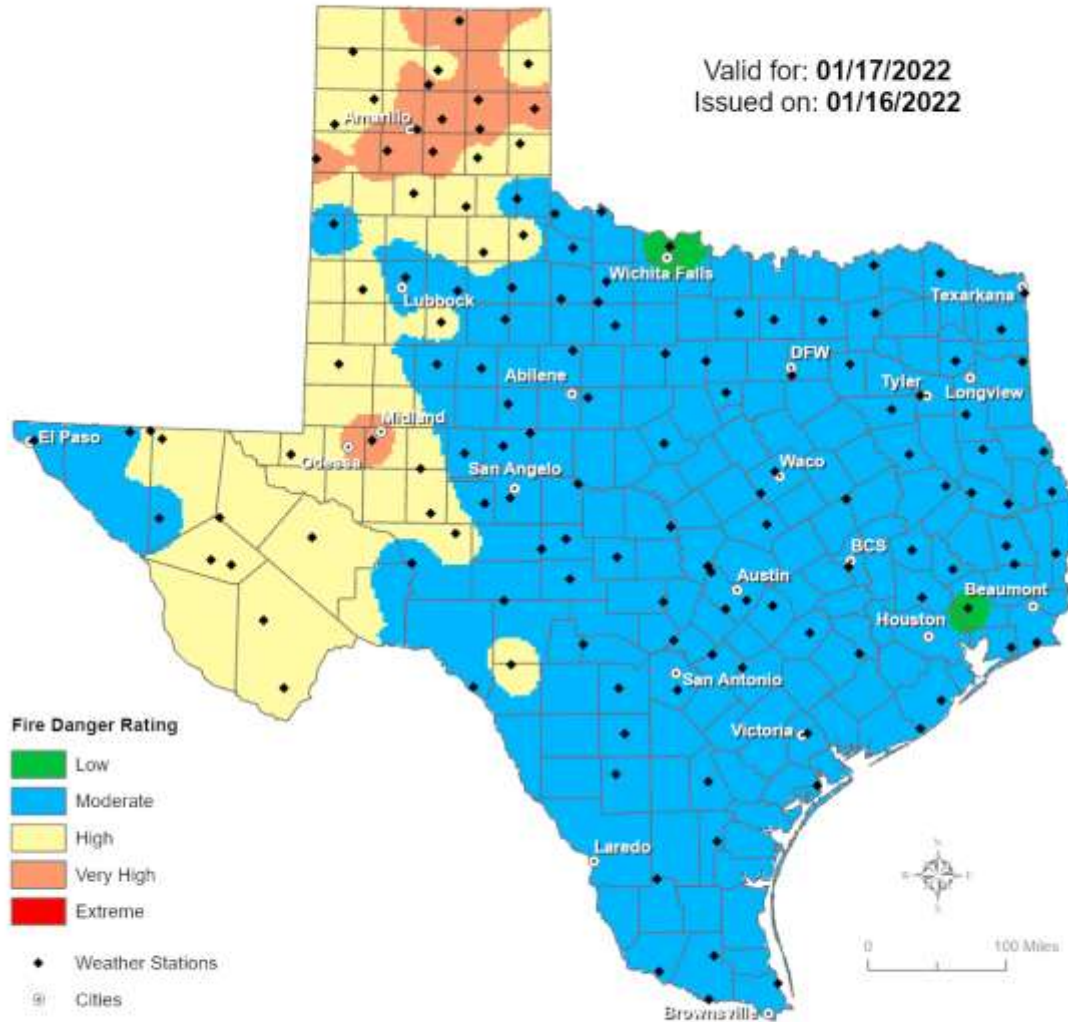 Valid for: 01/17/2022
Issued on: 01/16/2022
Amarillo
Wichita Falls
Lubbock
Texarkana
DFW
Abilene
Tyler
Longview
Midland
El Paso
Odessa
San Angelo
Waco
BCS
Austin
Beaumont
Houston
San Antonio
Victoria
Laredo
Brownsville
Fire Danger Rating
Low
Moderate
High
Very High
Extreme
Weather Stations
Cities
0 100 Miles